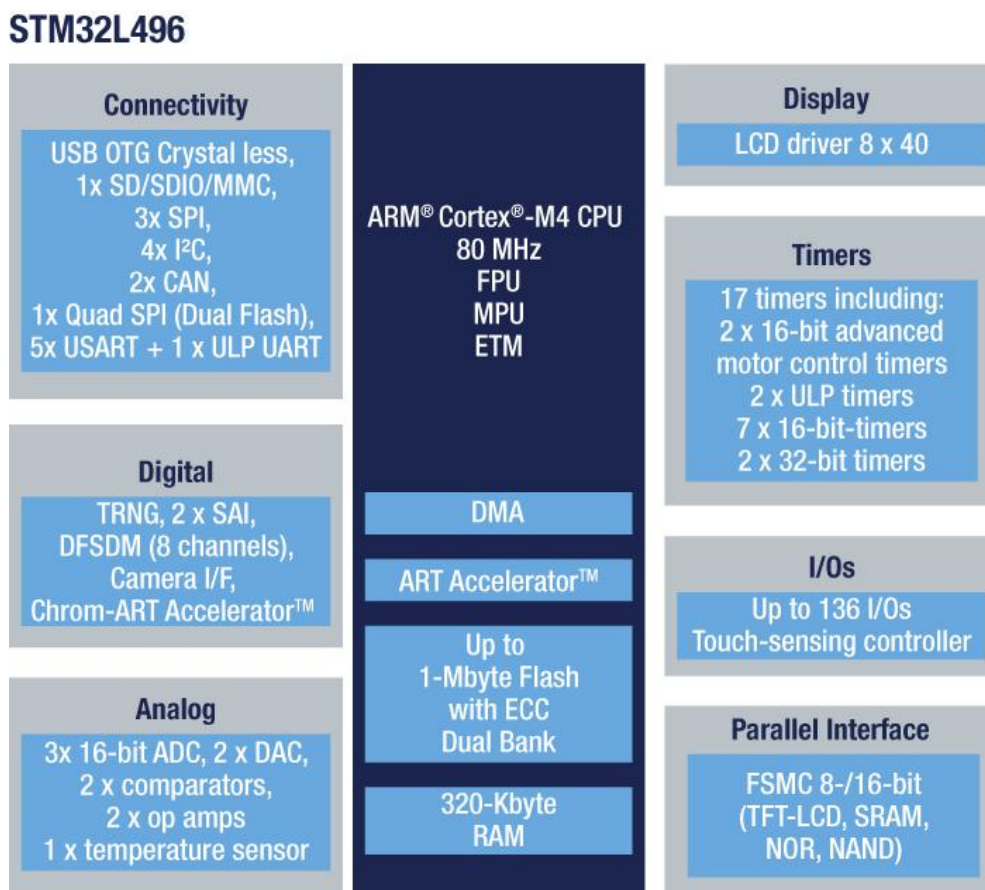 STM32L496
Connectivity
USB OTG Crystal less,
1x SD/SDIO/MMC,
3x SPI,
4x I²C,
2x CAN,
1x Quad SPI (Dual Flash),
5x USART + 1 x ULP UART
Digital
TRNG, 2 x SAI,
DFSDM (8 channels),
Camera I/F,
Chrom-ART Accelerator™
Analog
3x 16-bit ADC, 2 x DAC,
2 x comparators,
2 x op amps
1 x temperature sensor
ARM® Cortex®-M4 CPU
80 MHz
FPU
MPU
ETM
DMA
ART Accelerator™
Up to
1-Mbyte Flash
with ECC
Dual Bank
320-Kbyte
RAM
Display
LCD driver 8 x 40
Timers
17 timers including:
2 x 16-bit advanced
motor control timers
2 x ULP timers
7 x 16-bit-timers
2 x 32-bit timers
I/Os
Up to 136 I/Os
Touch-sensing controller
Parallel Interface
FSMC 8-/16-bit
(TFT-LCD, SRAM,
NOR, NAND)